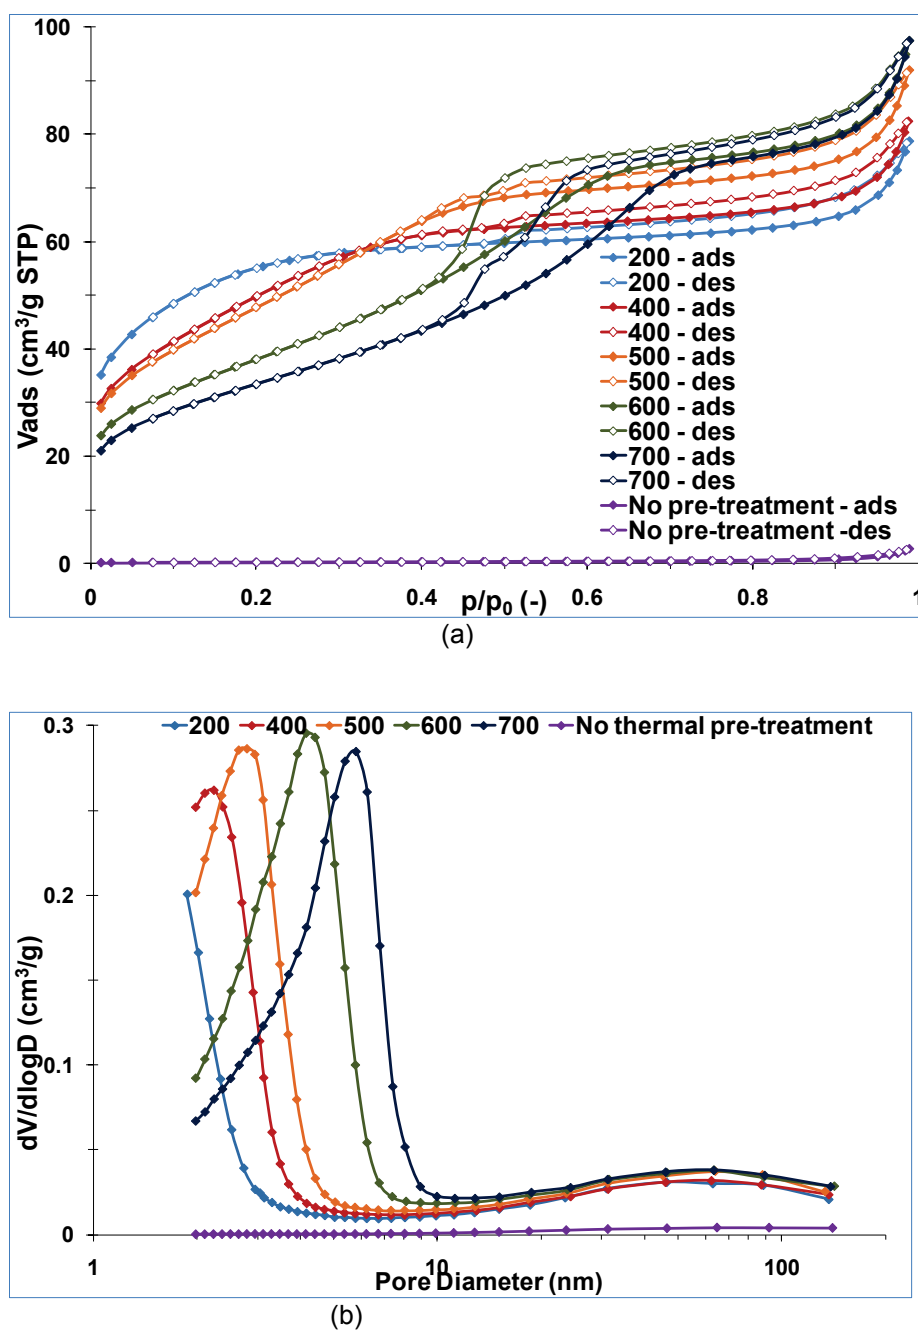 100
80
60
40
20
0
Vads (cm³/g STP)
200 - ads
200 - des
400 - ads
400 - des
500 - ads
500 - des
600 - ads
600 - des
700 - ads
700 - des
No pre-treatment - ads
No pre-treatment -des
0 0.2 0.4 0.6 0.8 1
p/p₀ (-)
(a)
200 400 500 600 700 No thermal pre-treatment
0.3
0.2
0.1
0
dV/dlogD (cm³/g)
1 10 100
Pore Diameter (nm)
(b)